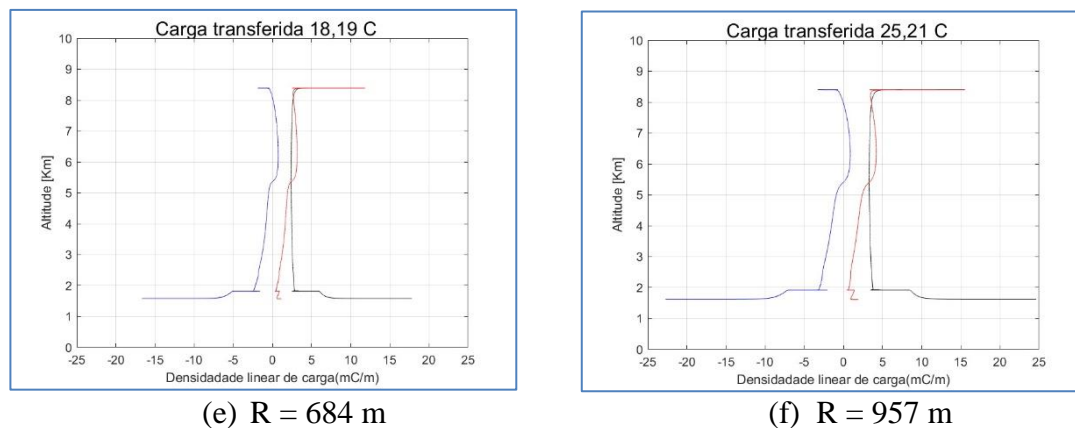 Carga transferida 18,19 C
10
9
8
7
6
5
4
3
2
1
0
Altitude [Km]
-25 -20 -15 -10 -5 0 5 10 15 20 25
Densidadade linear de carga(mC/m)
(e) R = 684 m
Carga transferida 25,21 C
10
9
8
7
6
5
4
3
2
1
0
Altitude [Km]
-25 -20 -15 -10 -5 0 5 10 15 20 25
Densidadade linear de carga(mC/m)
(f) R = 957 m